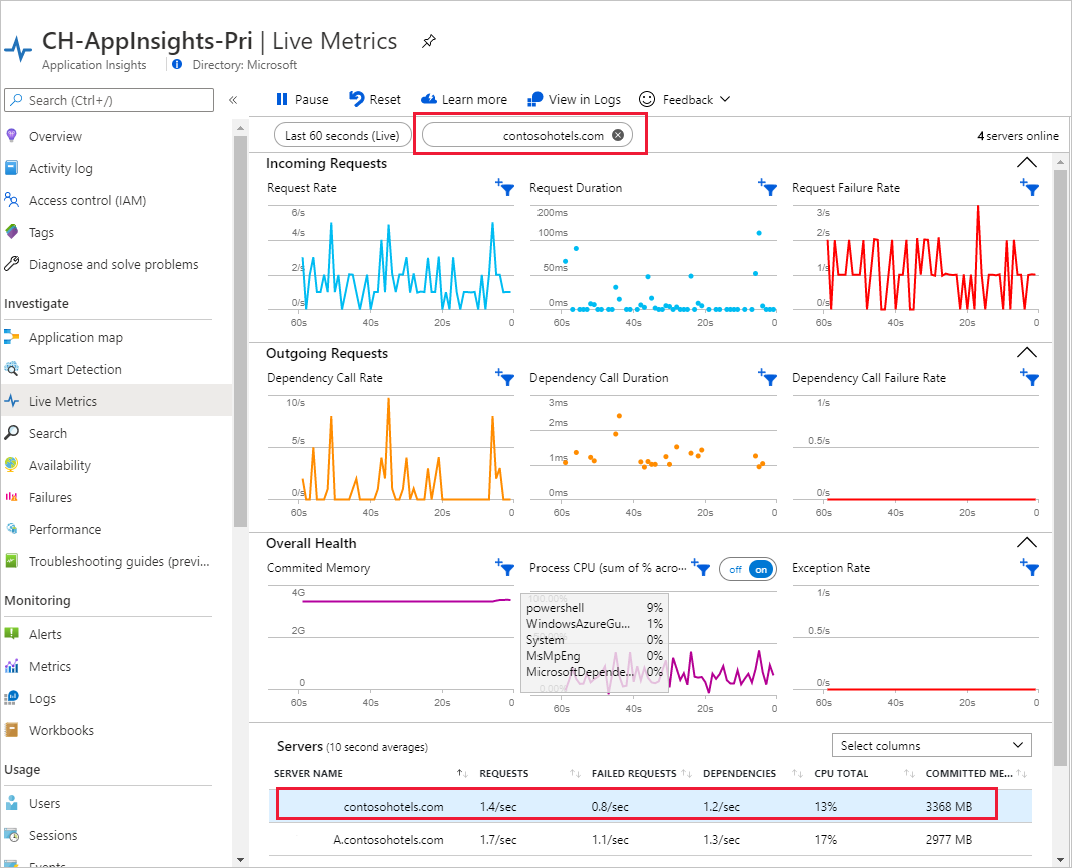 CH-AppInsights-Pri | Live Metrics
Application Insights
Directory: Microsoft
Search (Ctrl+/)
«
Pause
Reset
Learn more
View in Logs
Feedback
Overview
Activity log
Access control (IAM)
Tags
Diagnose and solve problems
Investigate
Application map
Smart Detection
Live Metrics
Search
Availability
Failures
Performance
Troubleshooting guides (previ...
Monitoring
Alerts
Metrics
Logs
Workbooks
Usage
Users
Sessions
Events
Last 60 seconds (Live)
contosohotels.com
4 servers online
Incoming Requests
Request Rate
6/s
4/s
2/s
0/s
60s 40s 20s 0
Request Duration
200ms
100ms
50ms
0ms
60s 40s 20s 0
Request Failure Rate
3/s
2/s
1/s
0/s
60s 40s 20s 0
Outgoing Requests
Dependency Call Rate
10/s
5/s
0/s
60s 40s 20s 0
Dependency Call Duration
3ms
2ms
1ms
0ms
60s 40s 20s 0
Dependency Call Failure Rate
1/s
0.5/s
0/s
60s 40s 20s 0
Overall Health
Commited Memory
4G
2G
0
60s 40s 20s 0
Process CPU (sum of % acro...
off on
100.00%
powershell 9%
WindowsAzureGu... 1%
System 0%
MsMpEng 0%
MicrosoftDepende... 0%
0.00%
60s 40s 20s 0
Exception Rate
1/s
0.5/s
0/s
60s 40s 20s 0
Servers (10 second averages)
Select columns
SERVER NAME REQUESTS FAILED REQUESTS DEPENDENCIES CPU TOTAL COMMITTED ME...
contosohotels.com 1.4/sec 0.8/sec 1.2/sec 13% 3368 MB
A.contosohotels.com 1.7/sec 1.1/sec 1.3/sec 17% 2977 MB